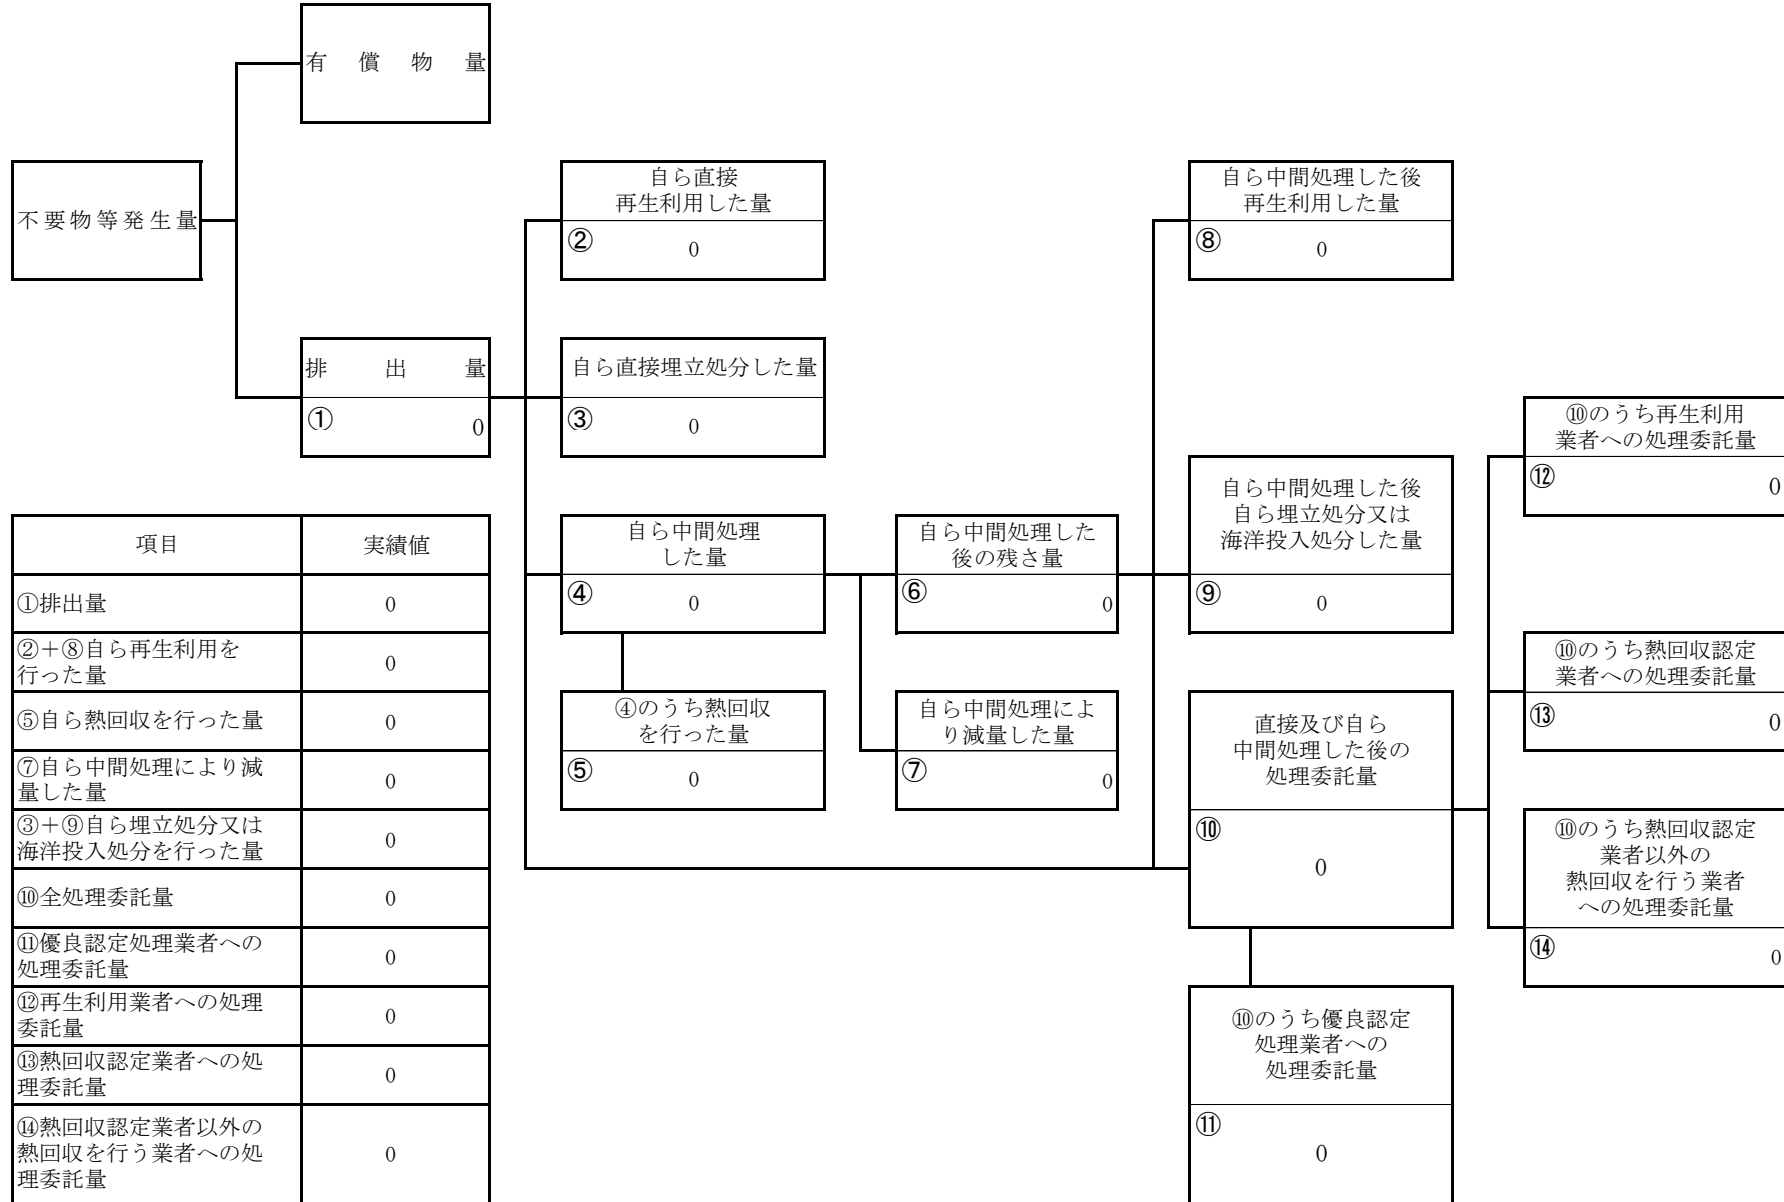 有償物量
不要物等発生量
自ら直接
再生利用した量
②
0
自ら中間処理した後
再生利用した量
⑧
0
排出量
①
0
自ら直接埋立処分した量
③
0
⑩のうち再生利用
業者への処理委託量
⑫
0
自ら中間処理した後
自ら埋立処分又は
海洋投入処分した量
⑨
0
自ら中間処理
した量
④
0
自ら中間処理した
後の残さ量
⑥
0
⑩のうち熱回収認定
業者への処理委託量
⑬
0
④のうち熱回収
を行った量
⑤
0
自ら中間処理によ
り減量した量
⑦
0
直接及び自ら
中間処理した後の
処理委託量
⑩
0
⑩のうち熱回収認定
業者以外の
熱回収を行う業者
への処理委託量
⑭
0
⑩のうち優良認定
処理業者への
処理委託量
⑪
0
項目 実績値
①排出量 0
②＋⑧自ら再生利用を
行った量 0
⑤自ら熱回収を行った量 0
⑦自ら中間処理により減
量した量 0
③＋⑨自ら埋立処分又は
海洋投入処分を行った量 0
⑩全処理委託量 0
⑪優良認定処理業者への
処理委託量 0
⑫再生利用業者への処理
委託量 0
⑬熱回収認定業者への処
理委託量 0
⑭熱回収認定業者以外の
熱回収を行う業者への処 0
理委託量